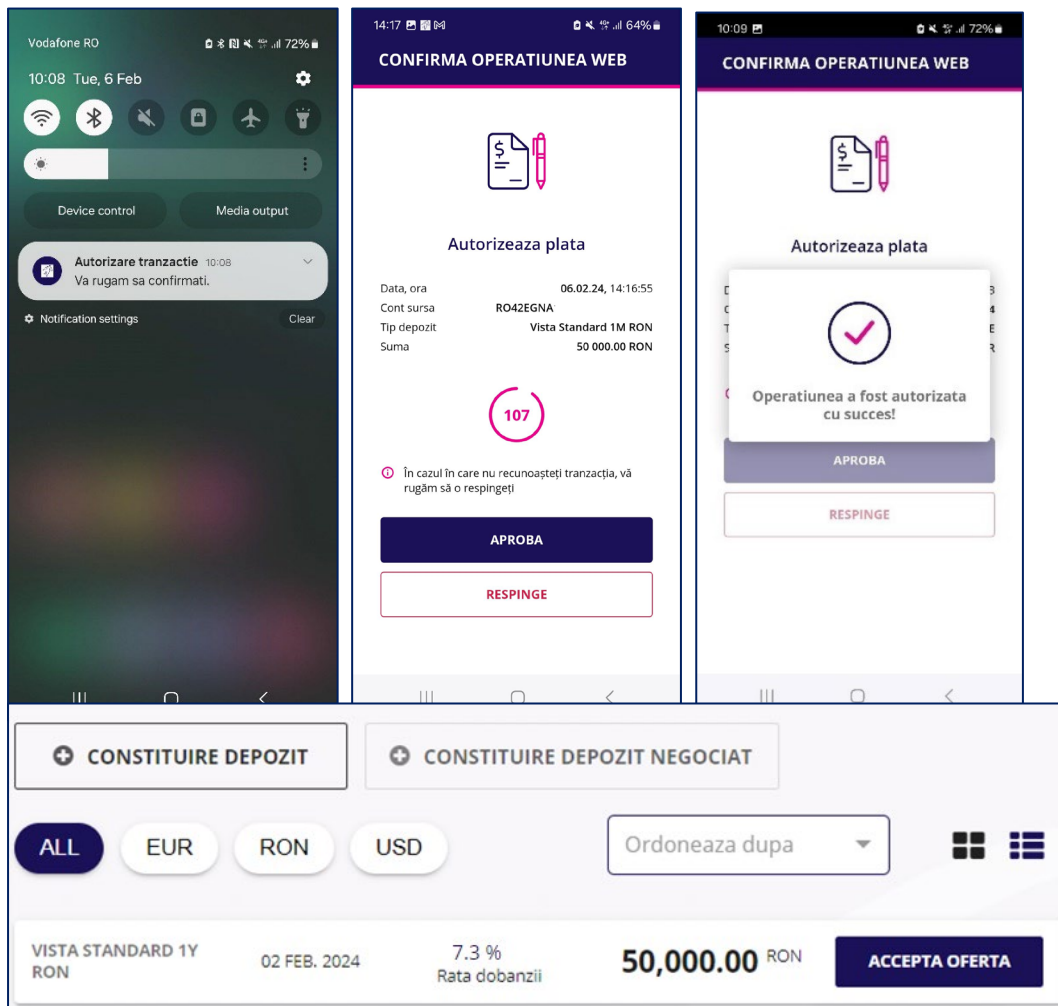 Vodafone RO
72%
10:08 Tue, 6 Feb
Device control
Media output
Autorizare tranzactie 10:08
Va rugam sa confirmati.
Notification settings
Clear
14:17
64%
CONFIRMA OPERATIUNEA WEB
Autorizeaza plata
Data, ora 06.02.24, 14:16:55
Cont sursa RO42EGNA
Tip depozit Vista Standard 1M RON
Suma 50 000.00 RON
107
În cazul în care nu recunoașteți tranzacția, vă
rugăm să o respingeți
APROBA
RESPINGE
10:09
72%
CONFIRMA OPERATIUNEA WEB
Autorizeaza plata
Operatiunea a fost autorizata
cu succes!
APROBA
RESPINGE
CONSTITUIRE DEPOZIT
CONSTITUIRE DEPOZIT NEGOCIAT
ALL
EUR
RON
USD
Ordoneaza dupa
VISTA STANDARD 1Y
RON
02 FEB. 2024
7.3 %
Rata dobanzii
50,000.00 RON
ACCEPTA OFERTA